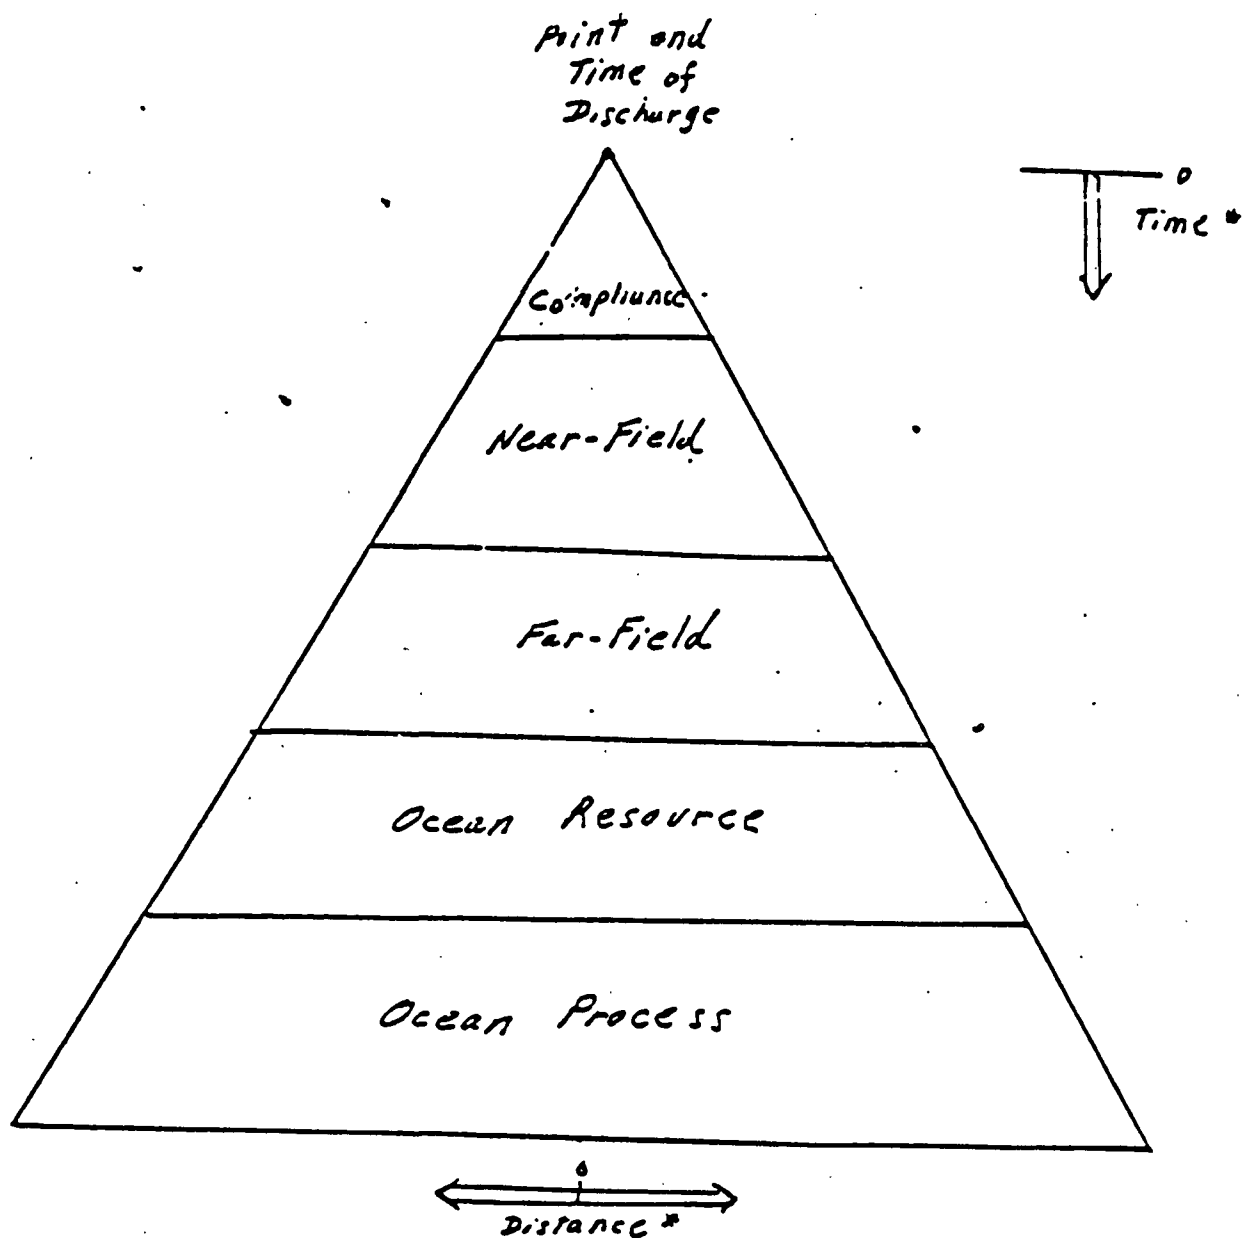 Point and
Time of
Discharge
0
Time *
Compliance
Near-Field
Far-Field
Ocean Resource
Ocean Process
0
Distance *